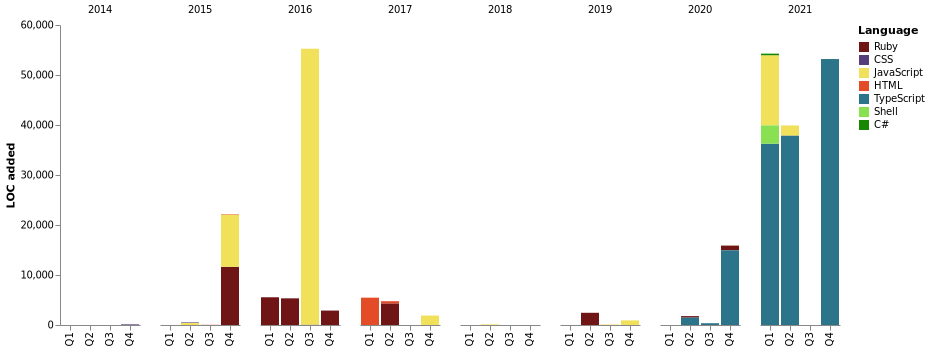 2014 2015 2016 2017 2018 2019 2020 2021
Language
Ruby
CSS
JavaScript
HTML
TypeScript
Shell
C#
LOC added
60,000
50,000
40,000
30,000
20,000
10,000
0
Q1 Q2 Q3 Q4 Q1 Q2 Q3 Q4 Q1 Q2 Q3 Q4 Q1 Q2 Q3 Q4 Q1 Q2 Q3 Q4 Q1 Q2 Q3 Q4 Q1 Q2 Q3 Q4 Q1 Q2 Q3 Q4